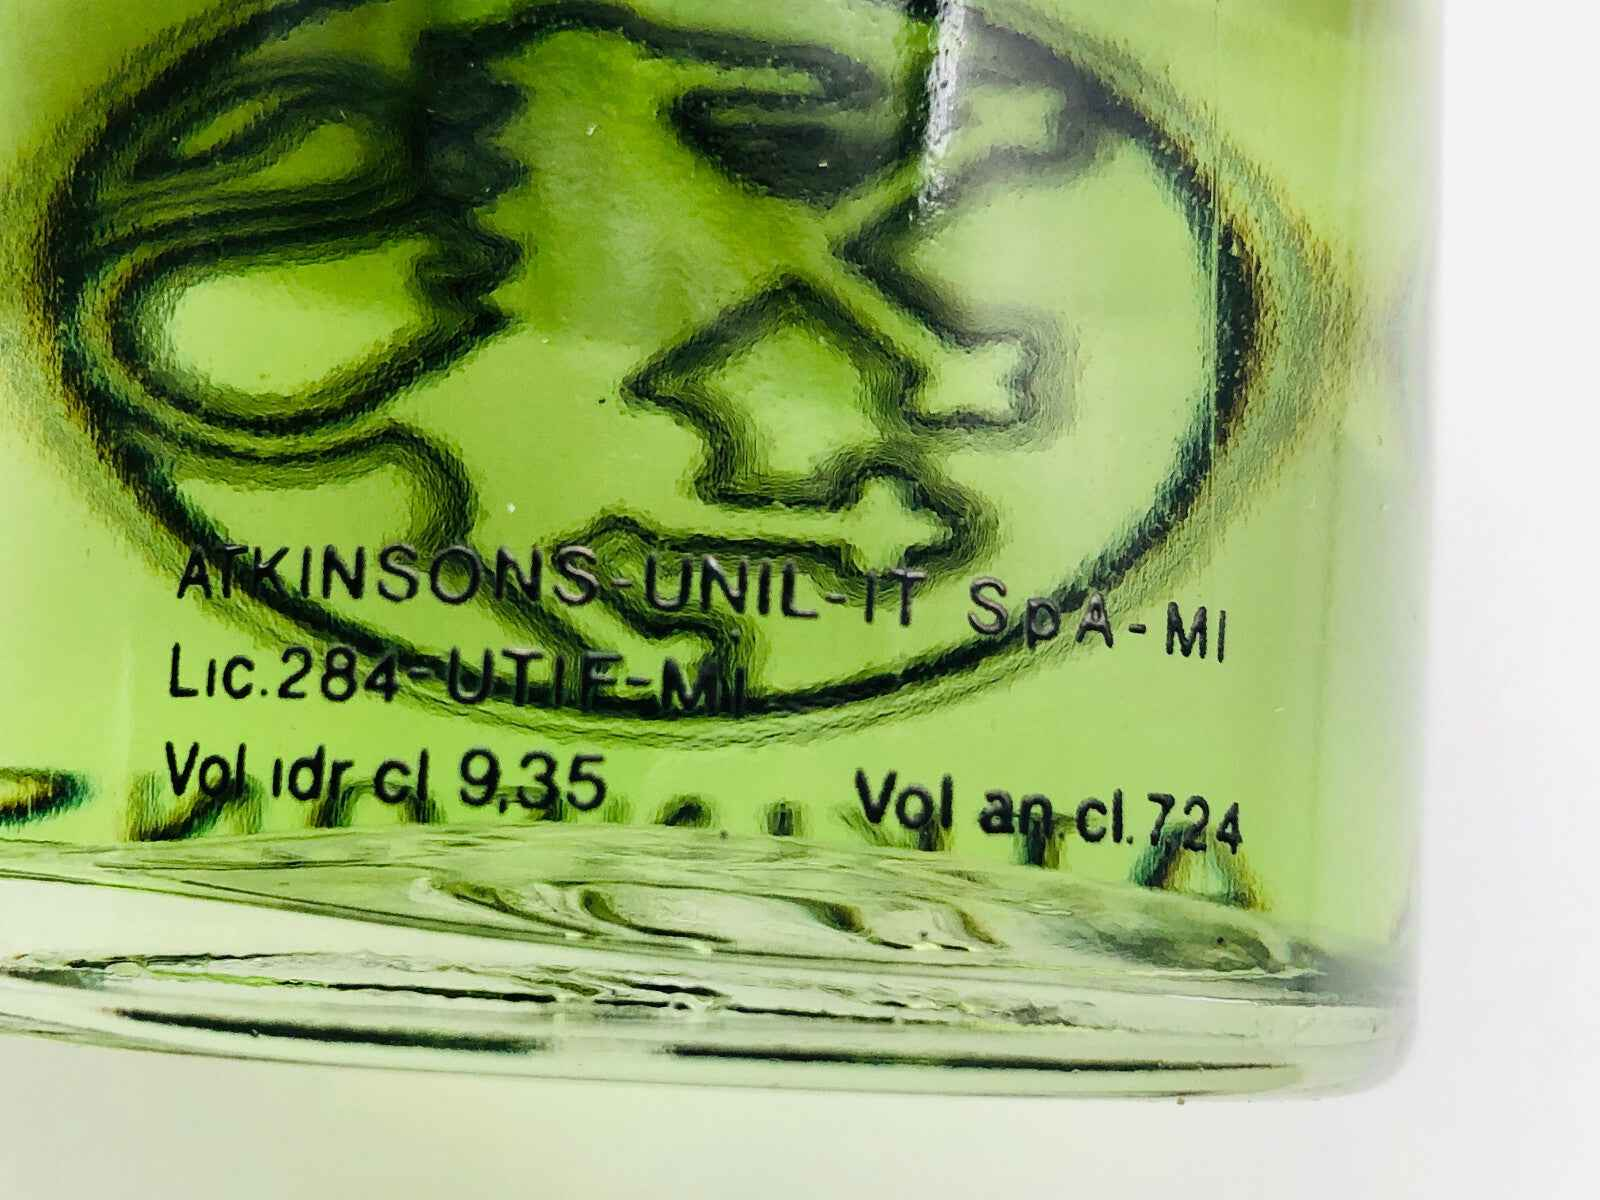 ATKINSONS-UNIL-IT SpA-MI
Lic.284-UTIF-Mi
Vol idr cl 9,35 Vol an.cl.724